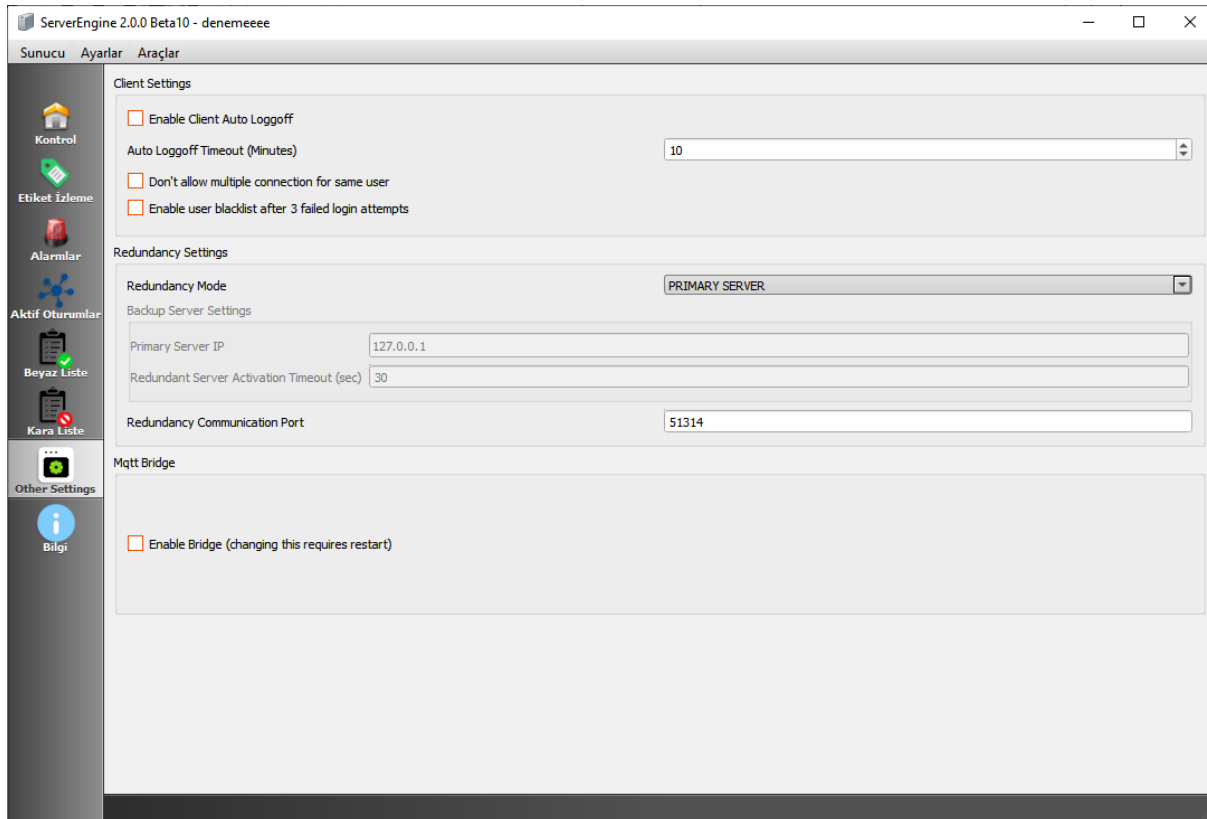 ServerEngine 2.0.0 Beta10 - denemeeee
Sunucu Ayarlar Araçlar
Kontrol
Etiket İzleme
Alarmlar
Aktif Oturumlar
Beyaz Liste
Kara Liste
Other Settings
Bilgi
Client Settings
Enable Client Auto Loggoff
Auto Loggoff Timeout (Minutes) 10
Don't allow multiple connection for same user
Enable user blacklist after 3 failed login attempts
Redundancy Settings
Redundancy Mode PRIMARY SERVER
Backup Server Settings
Primary Server IP 127.0.0.1
Redundant Server Activation Timeout (sec) 30
Redundancy Communication Port 51314
Mqtt Bridge
Enable Bridge (changing this requires restart)